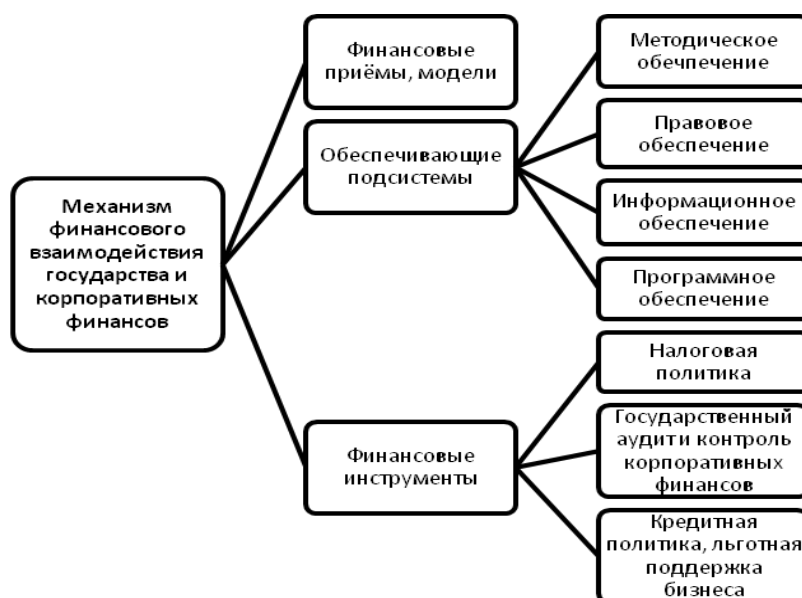 Механизм
финансового
взаимодействия
государства и
корпоративных
финансов
Финансовые
приёмы, модели
Обеспечивающие
подсистемы
Финансовые
инструменты
Методическое
обечпечение
Правовое
обеспечение
Информационное
обеспечение
Программное
обеспечение
Налоговая
политика
Государственный
аудит и контроль
корпоративных
финансов
Кредитная
политика, льготная
поддержка
бизнеса